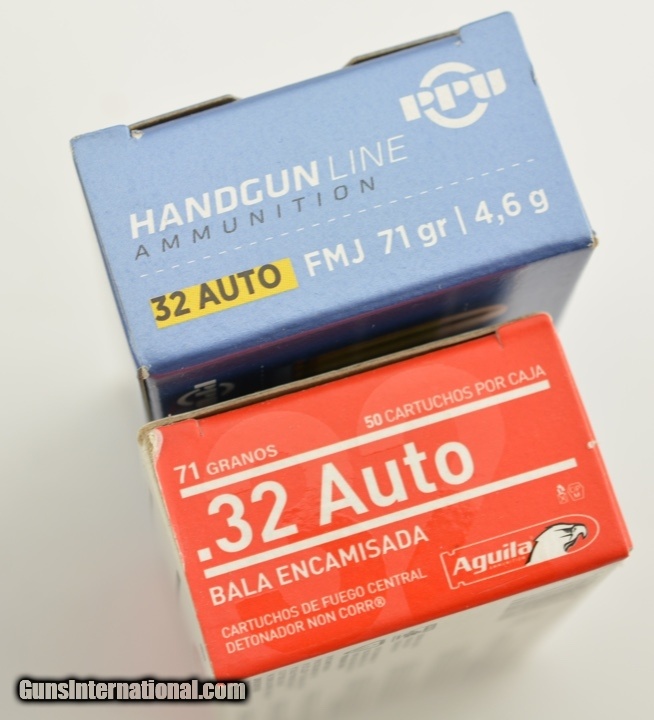 PPU
HANDGUN LINE
AMMUNITION
32 AUTO FMJ 71 gr | 4,6 g
71 GRANOS 50 CARTUCHOS POR CAJA
.32 Auto
BALA ENCAMISADA
CARTUCHOS DE FUEGO CENTRAL
DETONADOR NON CORR®
Aguila
GunsInternational.com